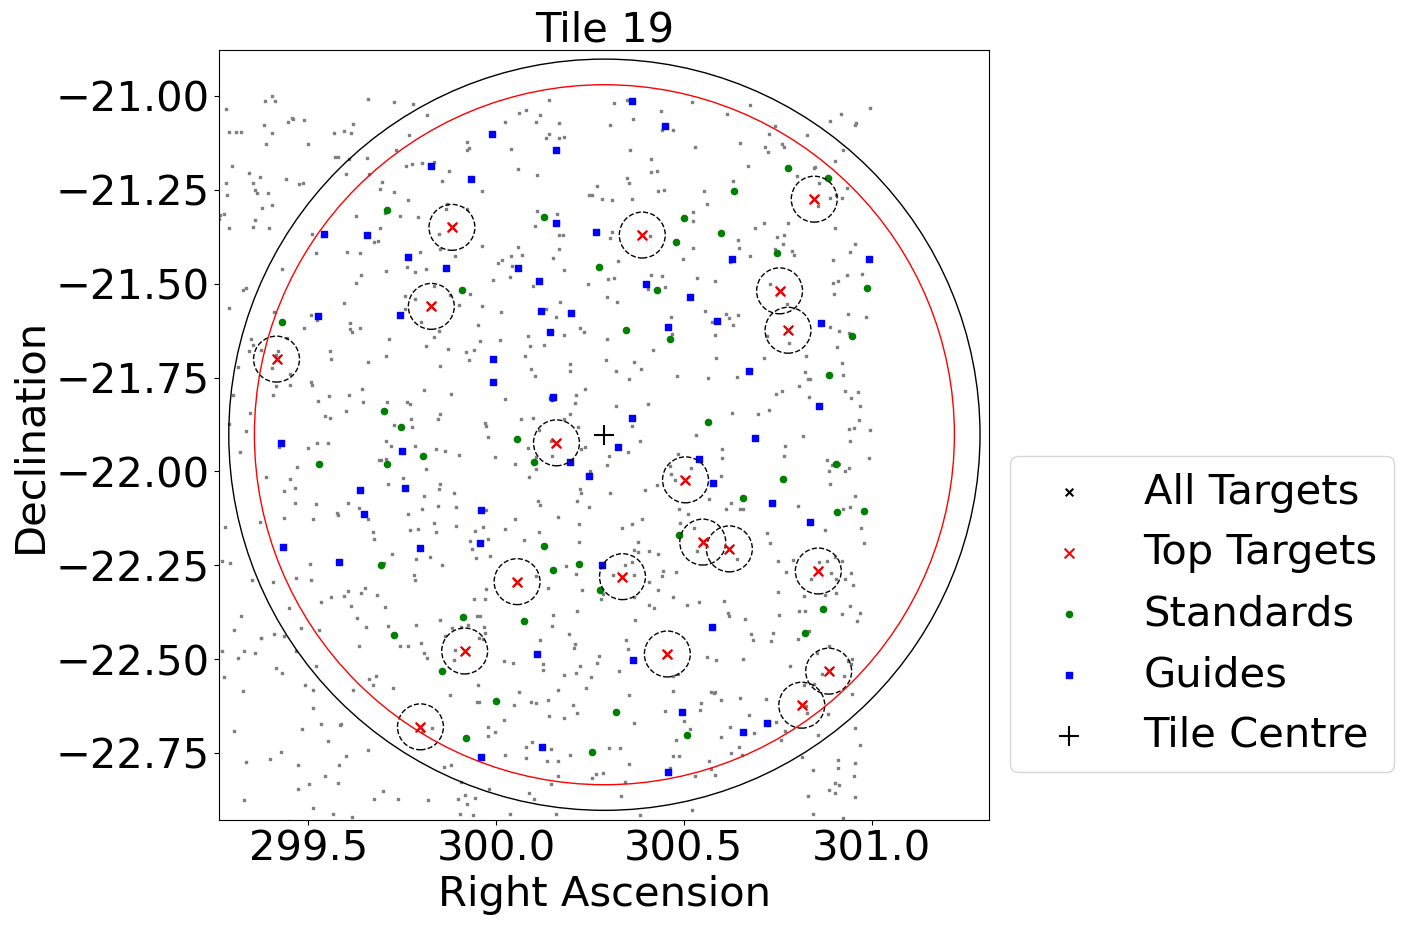 Tile 19
−21.00
−21.25
−21.50
−21.75
−22.00
−22.25
−22.50
−22.75
Declination
299.5 300.0 300.5 301.0
Right Ascension
All Targets
Top Targets
Standards
Guides
Tile Centre